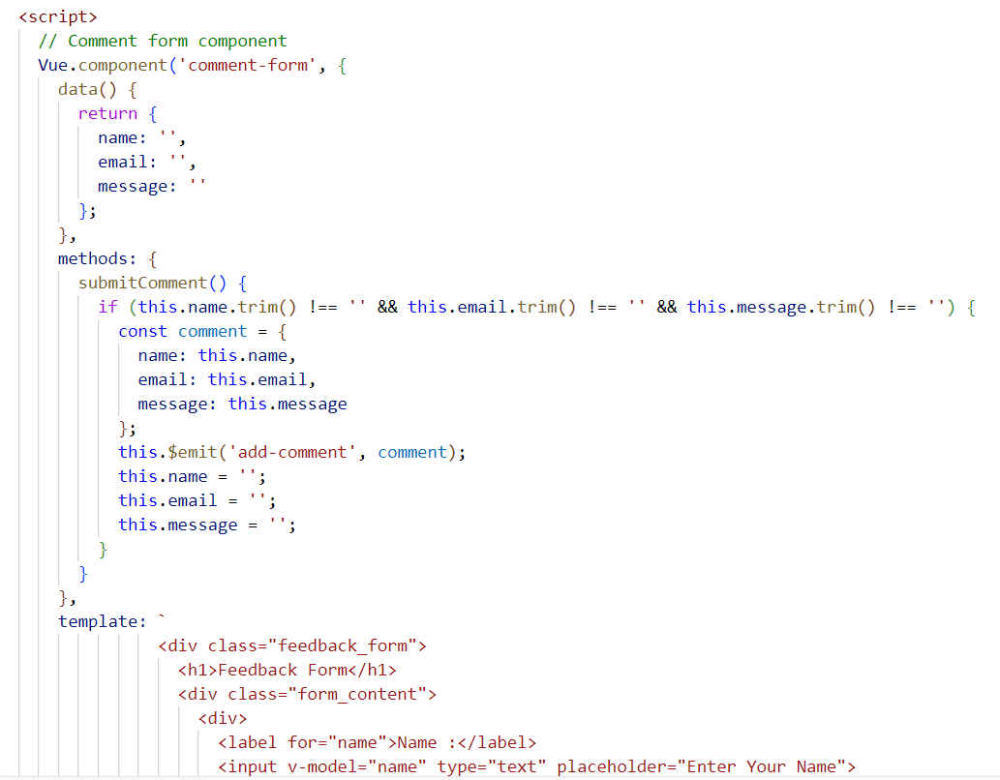 <script>
// Comment form component
Vue.component('comment-form', {
data() {
return {
name: '',
email: '',
message: ''
};
},
methods: {
submitComment() {
if (this.name.trim() !== '' && this.email.trim() !== '' && this.message.trim() !== '') {
const comment = {
name: this.name,
email: this.email,
message: this.message
};
this.$emit('add-comment', comment);
this.name = '';
this.email = '';
this.message = '';
}
}
},
template: `
<div class="feedback_form">
<h1>Feedback Form</h1>
<div class="form_content">
<div>
<label for="name">Name :</label>
<input v-model="name" type="text" placeholder="Enter Your Name">